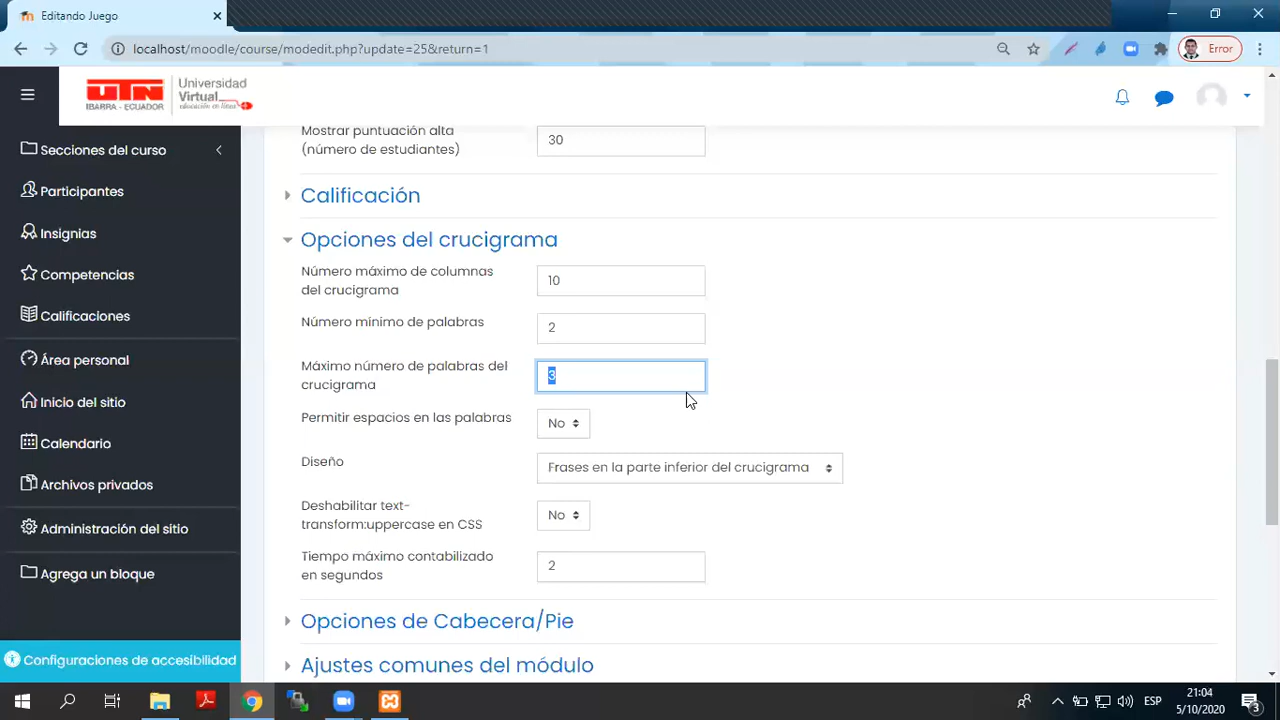 Editando Juego
localhost/moodle/course/modedit.php?update=25&return=1
Error
UTN
IBARRA - ECUADOR
Universidad
Virtual
educación en línea
Secciones del curso
Participantes
Insignias
Competencias
Calificaciones
Área personal
Inicio del sitio
Calendario
Archivos privados
Administración del sitio
Agrega un bloque
Configuraciones de accesibilidad
Mostrar puntuación alta
(número de estudiantes)
30
Calificación
Opciones del crucigrama
Número máximo de columnas
del crucigrama
10
Número mínimo de palabras
2
Máximo número de palabras del
crucigrama
3
Permitir espacios en las palabras
No
Diseño
Frases en la parte inferior del crucigrama
Deshabilitar text-
transform:uppercase en CSS
No
Tiempo máximo contabilizado
en segundos
2
Opciones de Cabecera/Pie
Ajustes comunes del módulo
ESP
21:04
5/10/2020
3